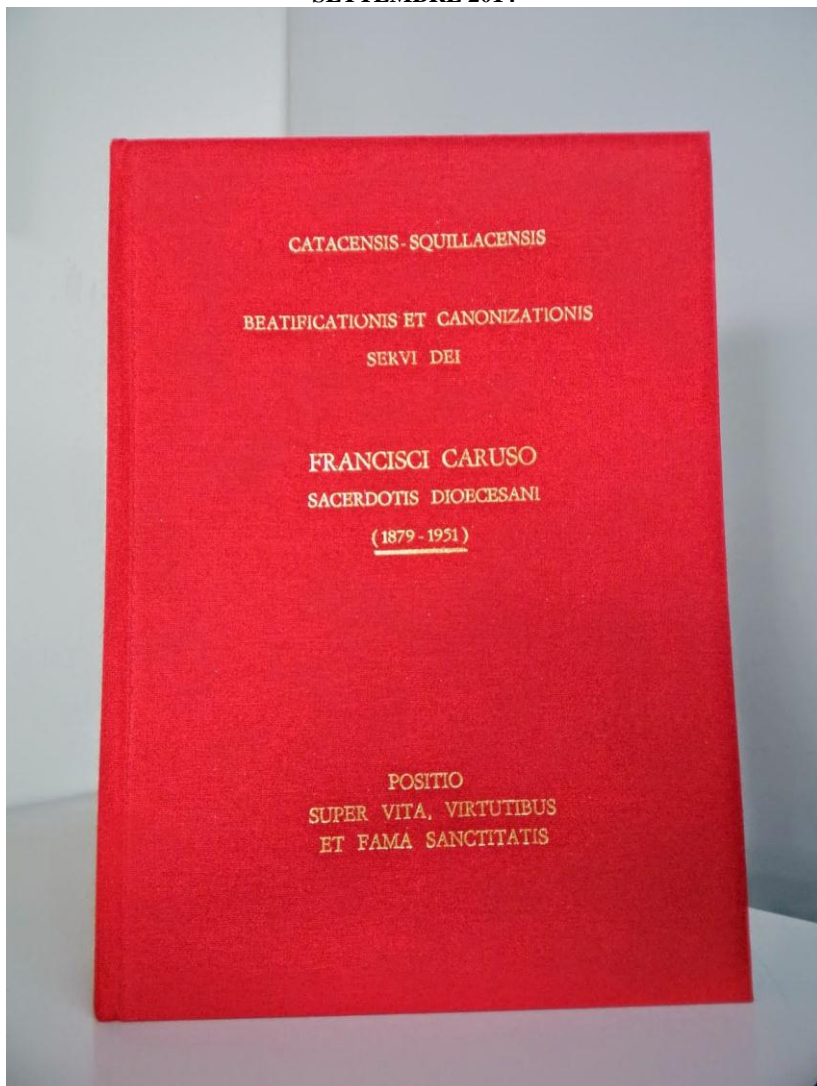 SETTEMBRE 2014
CATACENSIS - SQUILLACENSIS
BEATIFICATIONIS ET CANONIZATIONIS
SERVI DEI
FRANCISCI CARUSO
SACERDOTIS DIOECESANI
( 1879 - 1951 )
POSITIO
SUPER VITA, VIRTUTIBUS
ET FAMA SANCTITATIS